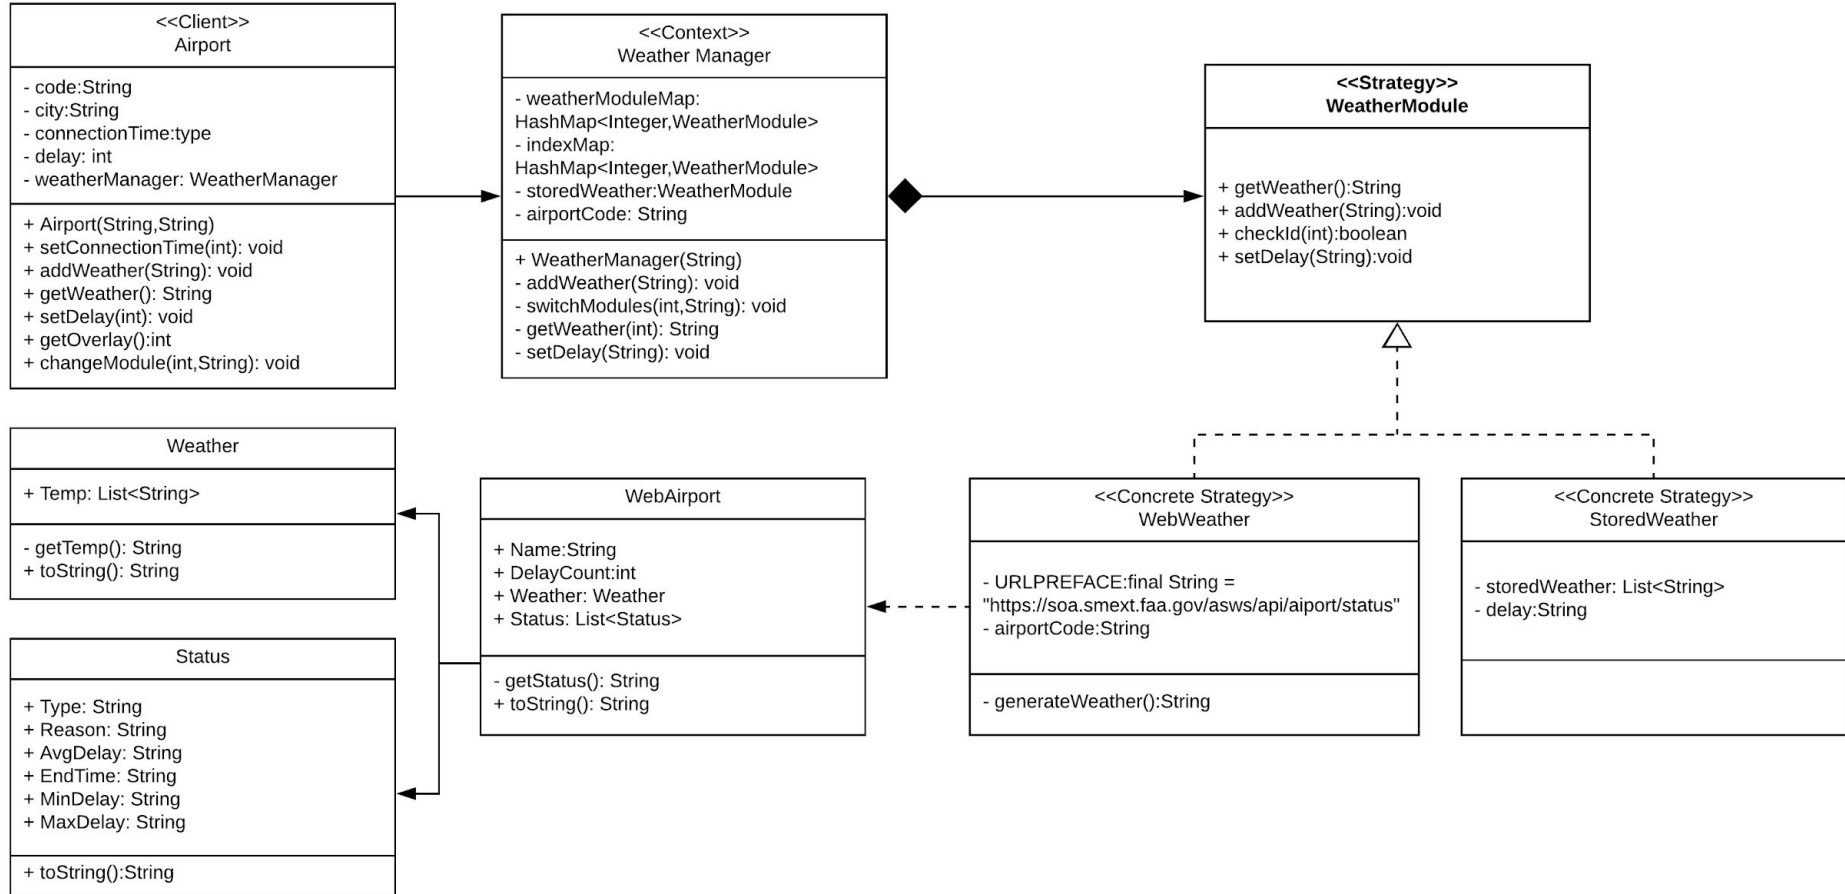 <<Client>>
Airport
- code:String
- city:String
- connectionTime:type
- delay: int
- weatherManager: WeatherManager
+ Airport(String,String)
+ setConnectionTime(int): void
+ addWeather(String): void
+ getWeather(): String
+ setDelay(int): void
+ getOverlay():int
+ changeModule(int,String): void
<<Context>>
Weather Manager
- weatherModuleMap:
HashMap<Integer,WeatherModule>
- indexMap:
HashMap<Integer,WeatherModule>
- storedWeather:WeatherModule
- airportCode: String
+ WeatherManager(String)
- addWeather(String): void
- switchModules(int,String): void
- getWeather(int): String
- setDelay(String): void
<<Strategy>>
WeatherModule
+ getWeather():String
+ addWeather(String):void
+ checkId(int):boolean
+ setDelay(String):void
Weather
+ Temp: List<String>
- getTemp(): String
+ toString(): String
Status
+ Type: String
+ Reason: String
+ AvgDelay: String
+ EndTime: String
+ MinDelay: String
+ MaxDelay: String
+ toString():String
WebAirport
+ Name:String
+ DelayCount:int
+ Weather: Weather
+ Status: List<Status>
- getStatus(): String
+ toString(): String
<<Concrete Strategy>>
WebWeather
- URLPREFACE:final String =
"https://soa.smext.faa.gov/asws/api/aiport/status"
- airportCode:String
- generateWeather():String
<<Concrete Strategy>>
StoredWeather
- storedWeather: List<String>
- delay:String